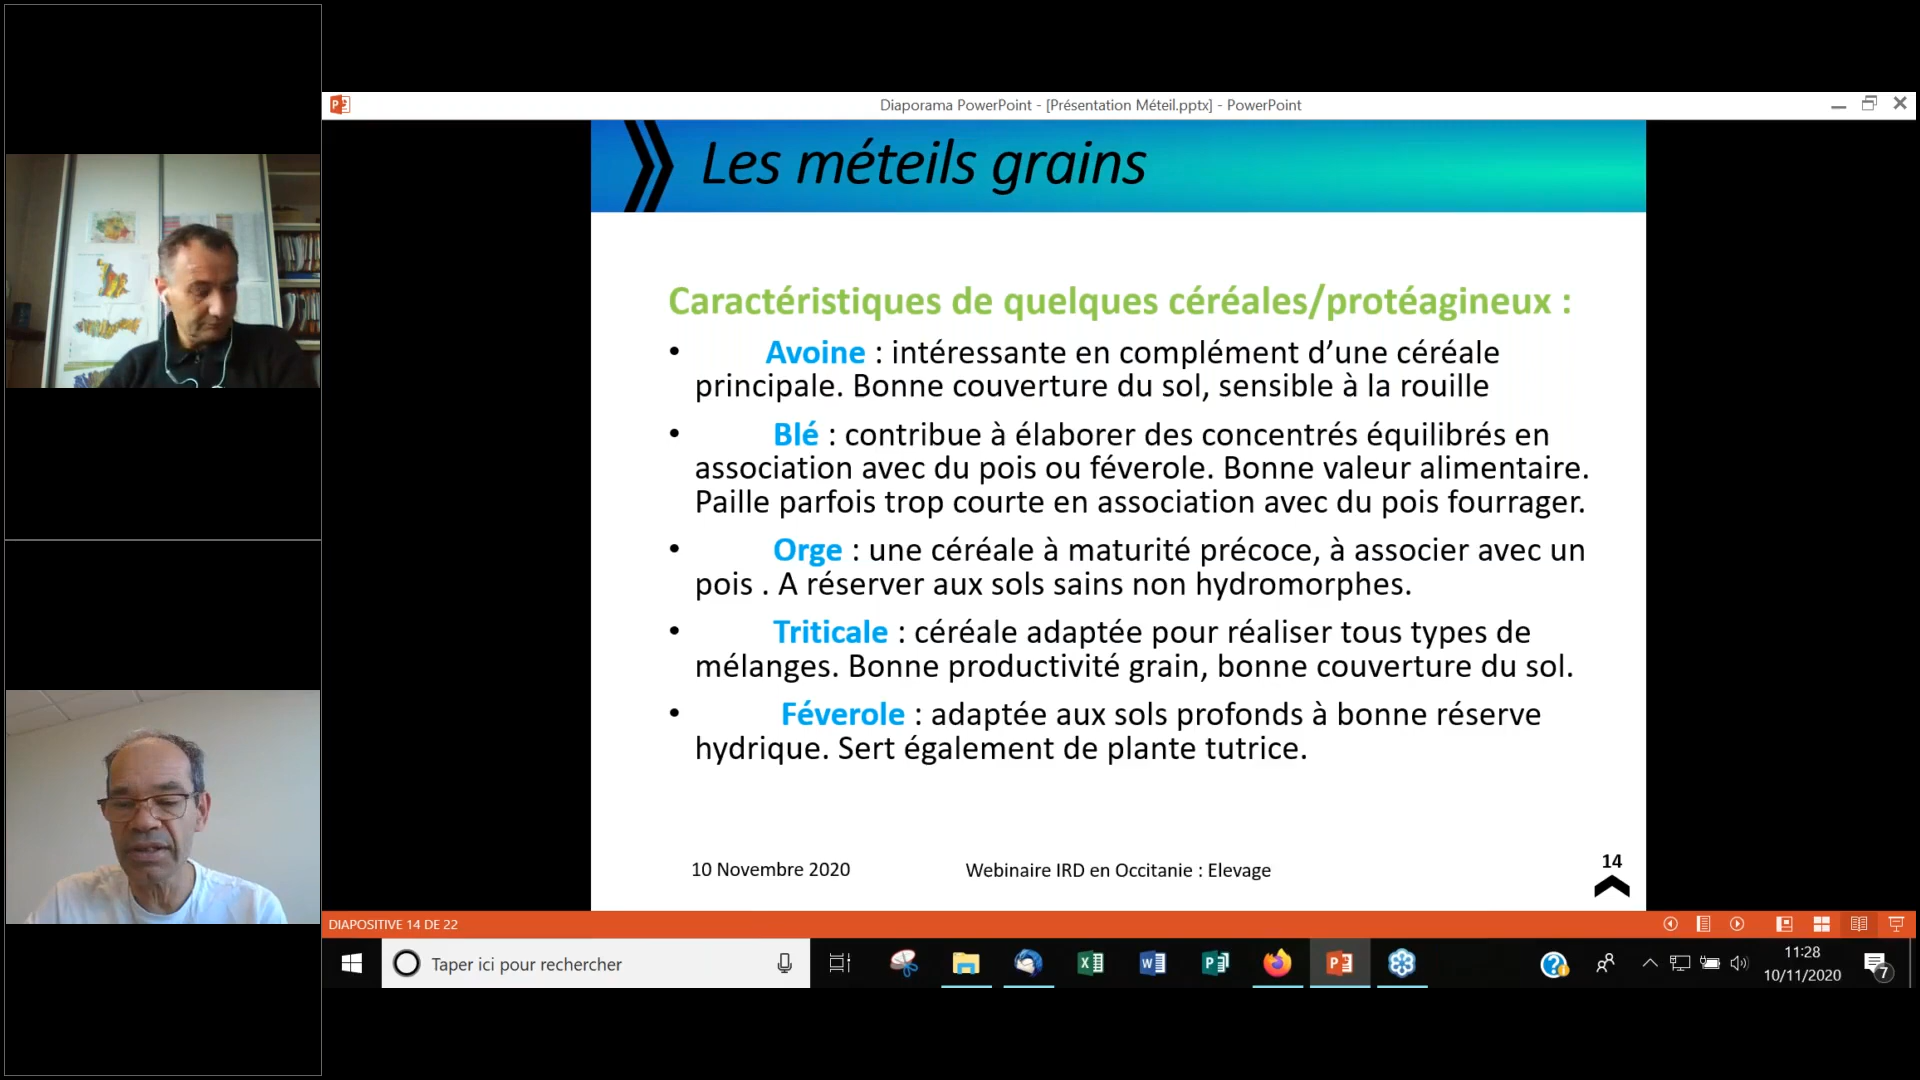 Diaporama PowerPoint - [Présentation Méteil.pptx] - PowerPoint
Les méteils grains
Caractéristiques de quelques céréales/protéagineux :
• Avoine : intéressante en complément d’une céréale
principale. Bonne couverture du sol, sensible à la rouille
• Blé : contribue à élaborer des concentrés équilibrés en
association avec du pois ou féverole. Bonne valeur alimentaire.
Paille parfois trop courte en association avec du pois fourrager.
• Orge : une céréale à maturité précoce, à associer avec un
pois . A réserver aux sols sains non hydromorphes.
• Triticale : céréale adaptée pour réaliser tous types de
mélanges. Bonne productivité grain, bonne couverture du sol.
• Féverole : adaptée aux sols profonds à bonne réserve
hydrique. Sert également de plante tutrice.
10 Novembre 2020
Webinaire IRD en Occitanie : Elevage
14
DIAPOSITIVE 14 DE 22
Taper ici pour rechercher
11:28
10/11/2020
7